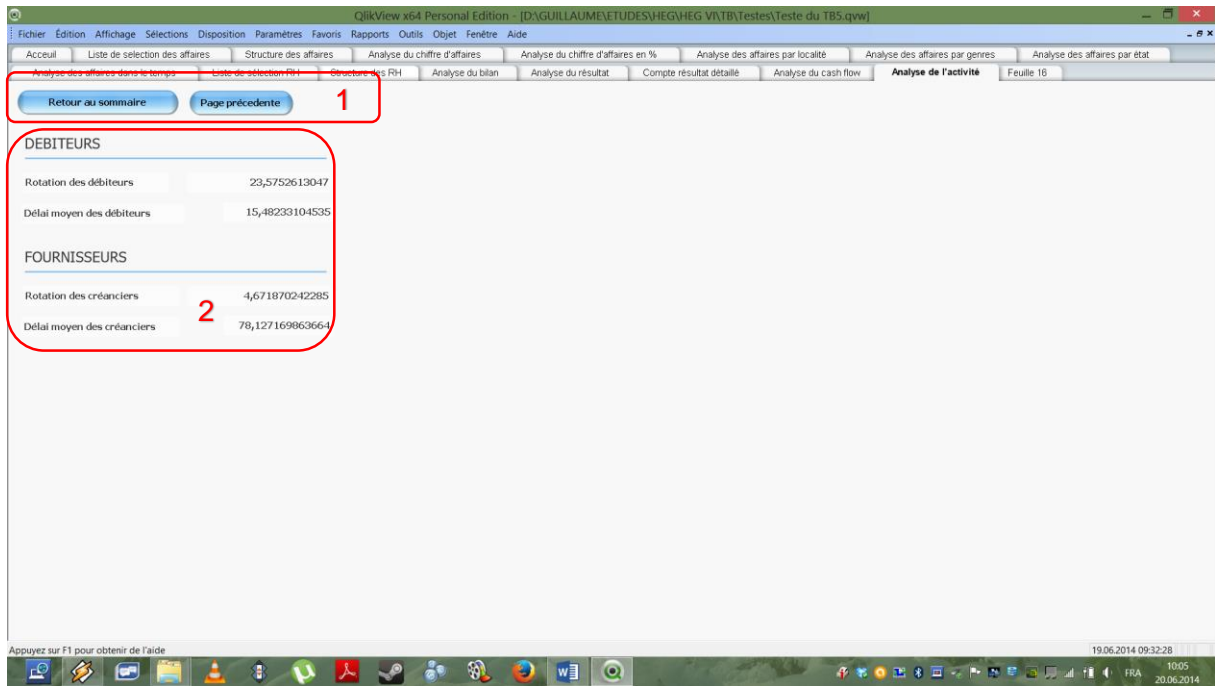 QlikView x64 Personal Edition - [D:\GUILLAUME\ETUDES\HEG\HEG VI\TB\Testes\Teste du TB5.qvw]
Fichier Édition Affichage Sélections Disposition Paramètres Favoris Rapports Outils Objet Fenêtre Aide
Acceuil Liste de selection des affaires Structure des affaires Analyse du chiffre d'affaires Analyse du chiffre d'affaires en % Analyse des affaires par localité Analyse des affaires par genres Analyse des affaires par état
Analyse des affaires dans le temps Liste de sélection RH Structure des RH Analyse du bilan Analyse du résultat Compte résultat détaillé Analyse du cash flow Analyse de l'activité Feuille 16
Retour au sommaire Page précedente 1
DEBITEURS
Rotation des débiteurs 23,5752613047
Délai moyen des débiteurs 15,48233104535
FOURNISSEURS
Rotation des créanciers 4,671870242285
2
Délai moyen des créanciers 78,127169863664
Appuyez sur F1 pour obtenir de l'aide 19.06.2014 09:32:28
FRA 10:05
20.06.2014